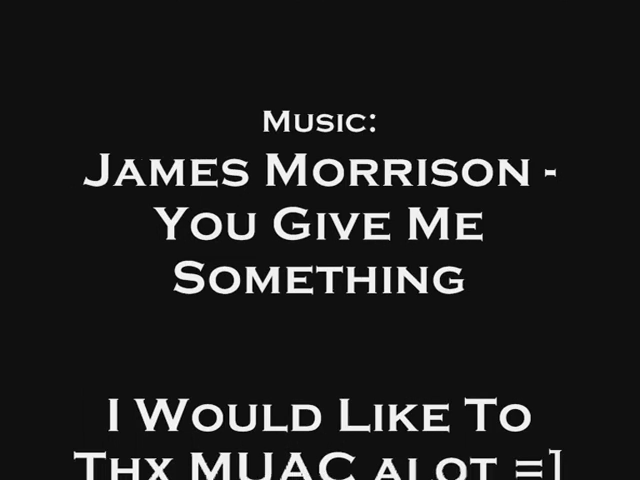 Music:
James Morrison -
You Give Me
Something
I Would Like To
Thx MUAC alot =]